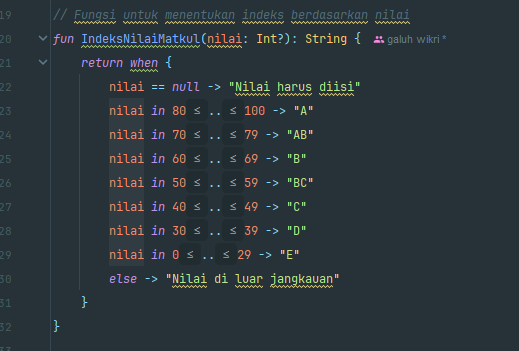 19 // Fungsi untuk menentukan indeks berdasarkan nilai
20 fun IndeksNilaiMatkul(nilai: Int?): String { galuh wikri *
21 return when {
22 nilai == null -> "Nilai harus diisi"
23 nilai in 80 ≤ .. ≤ 100 -> "A"
24 nilai in 70 ≤ .. ≤ 79 -> "AB"
25 nilai in 60 ≤ .. ≤ 69 -> "B"
26 nilai in 50 ≤ .. ≤ 59 -> "BC"
27 nilai in 40 ≤ .. ≤ 49 -> "C"
28 nilai in 30 ≤ .. ≤ 39 -> "D"
29 nilai in 0 ≤ .. ≤ 29 -> "E"
30 else -> "Nilai di luar jangkauan"
31 }
32 }